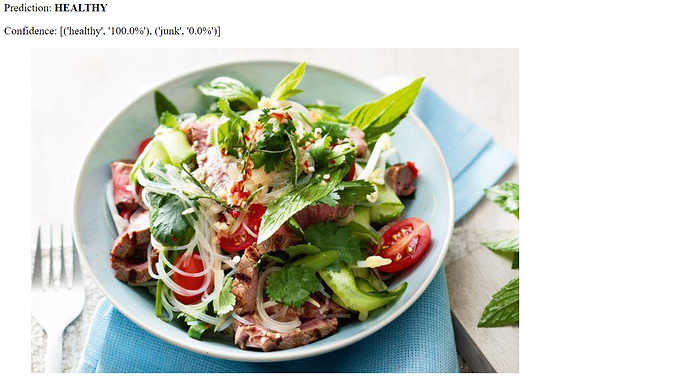 Prediction: HEALTHY
Confidence: [('healthy', '100.0%'), ('junk', '0.0%')]